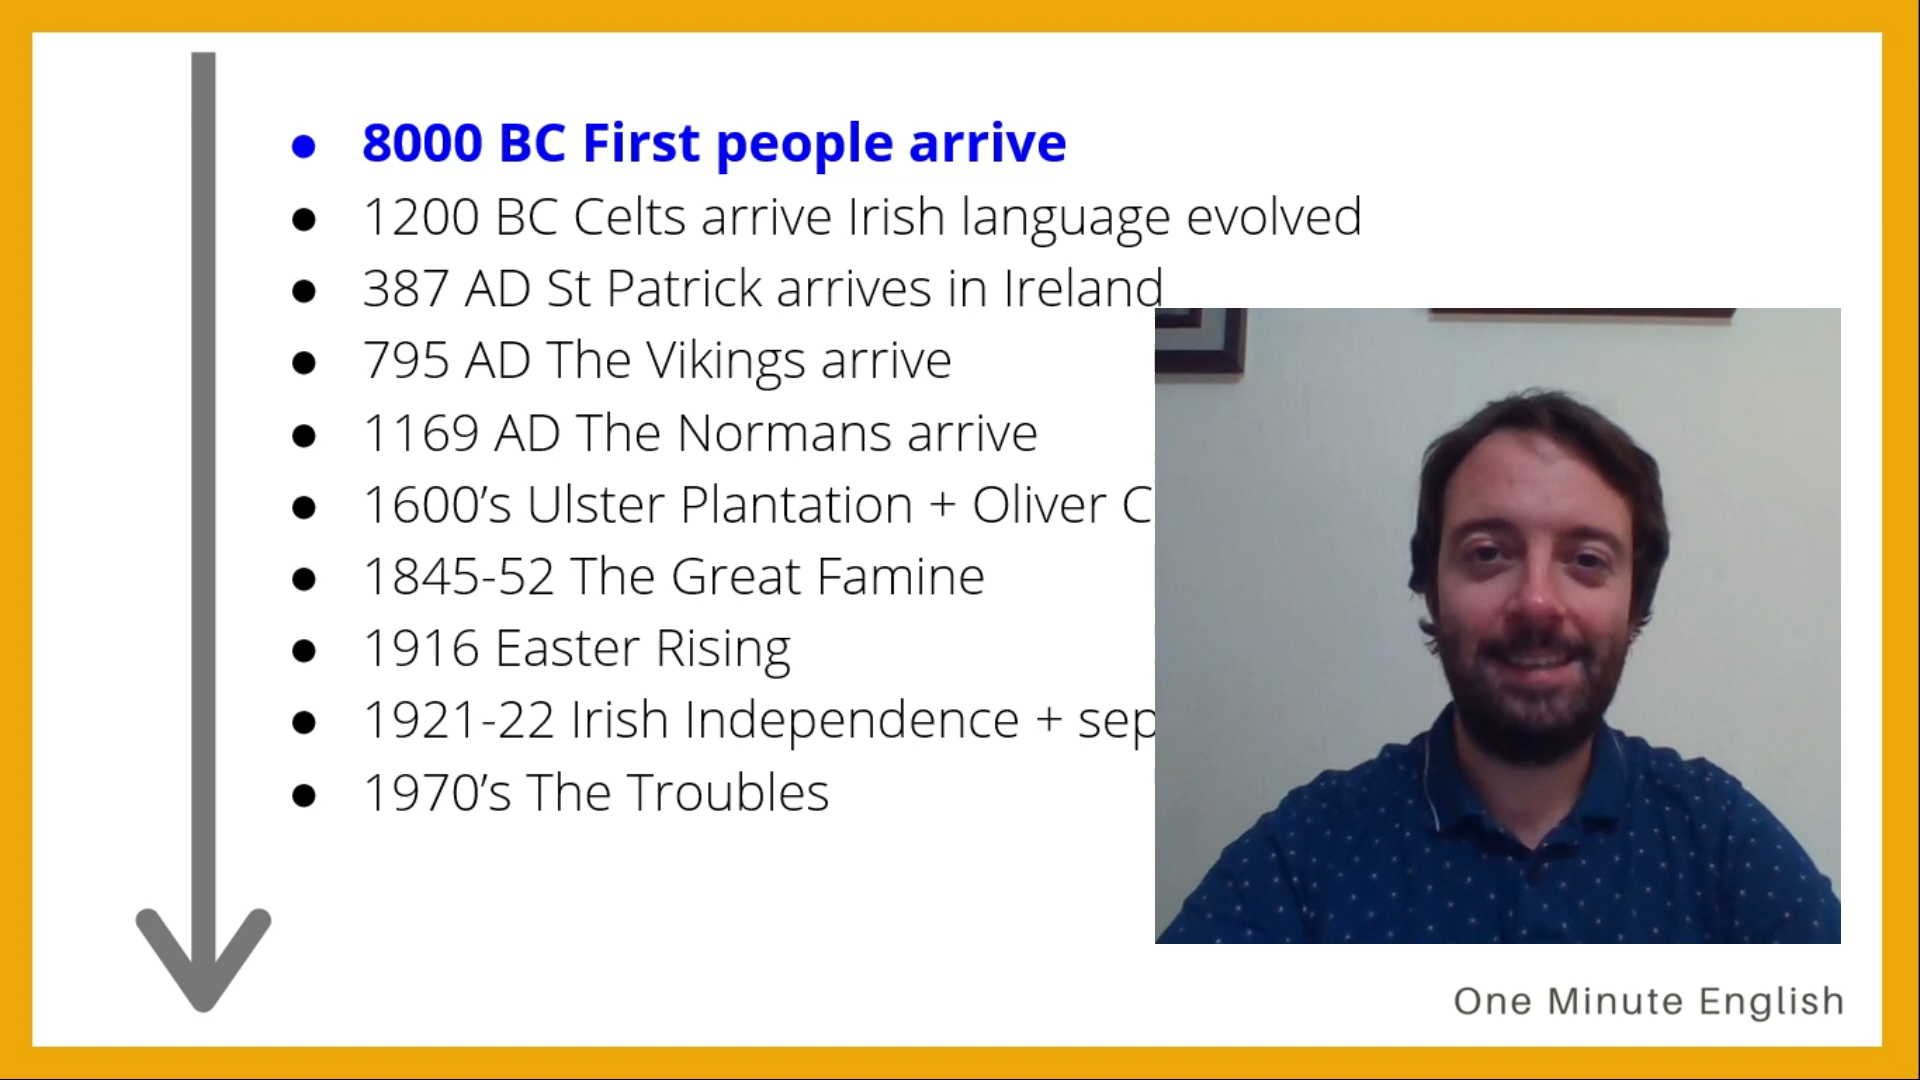 8000 BC First people arrive
1200 BC Celts arrive Irish language evolved
387 AD St Patrick arrives in Ireland
795 AD The Vikings arrive
1169 AD The Normans arrive
1600’s Ulster Plantation + Oliver
1845-52 The Great Famine
1916 Easter Rising
1921-22 Irish Independence +
1970’s The Troubles
One Minute English